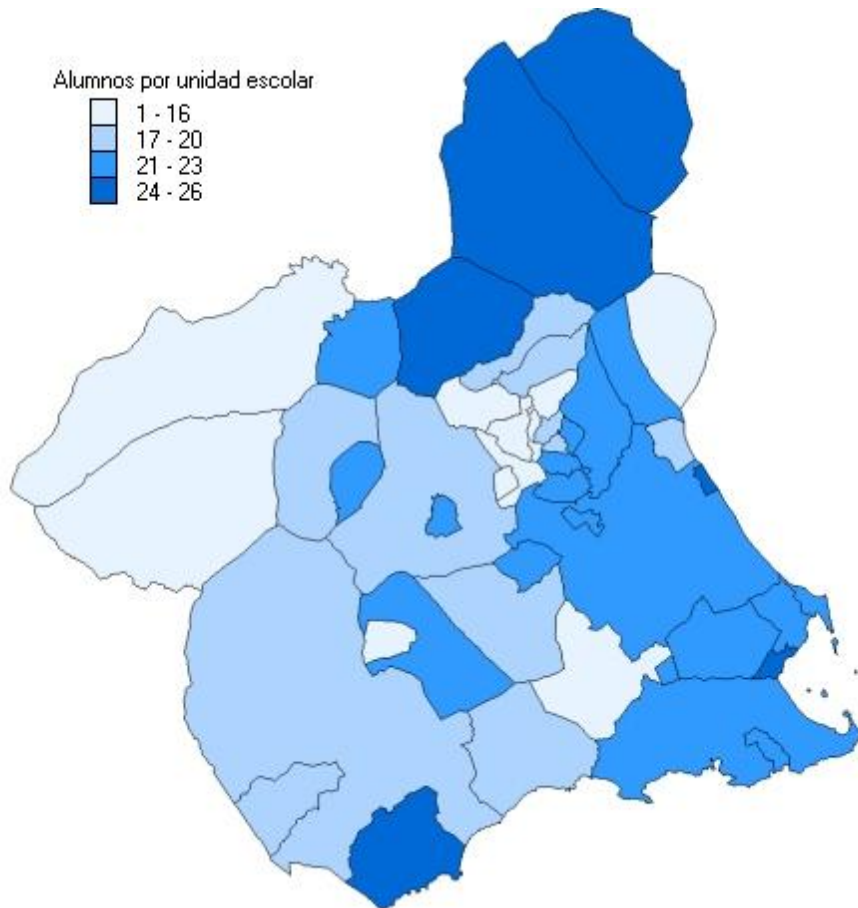 Alumnos por unidad escolar
1 - 16
17 - 20
21 - 23
24 - 26